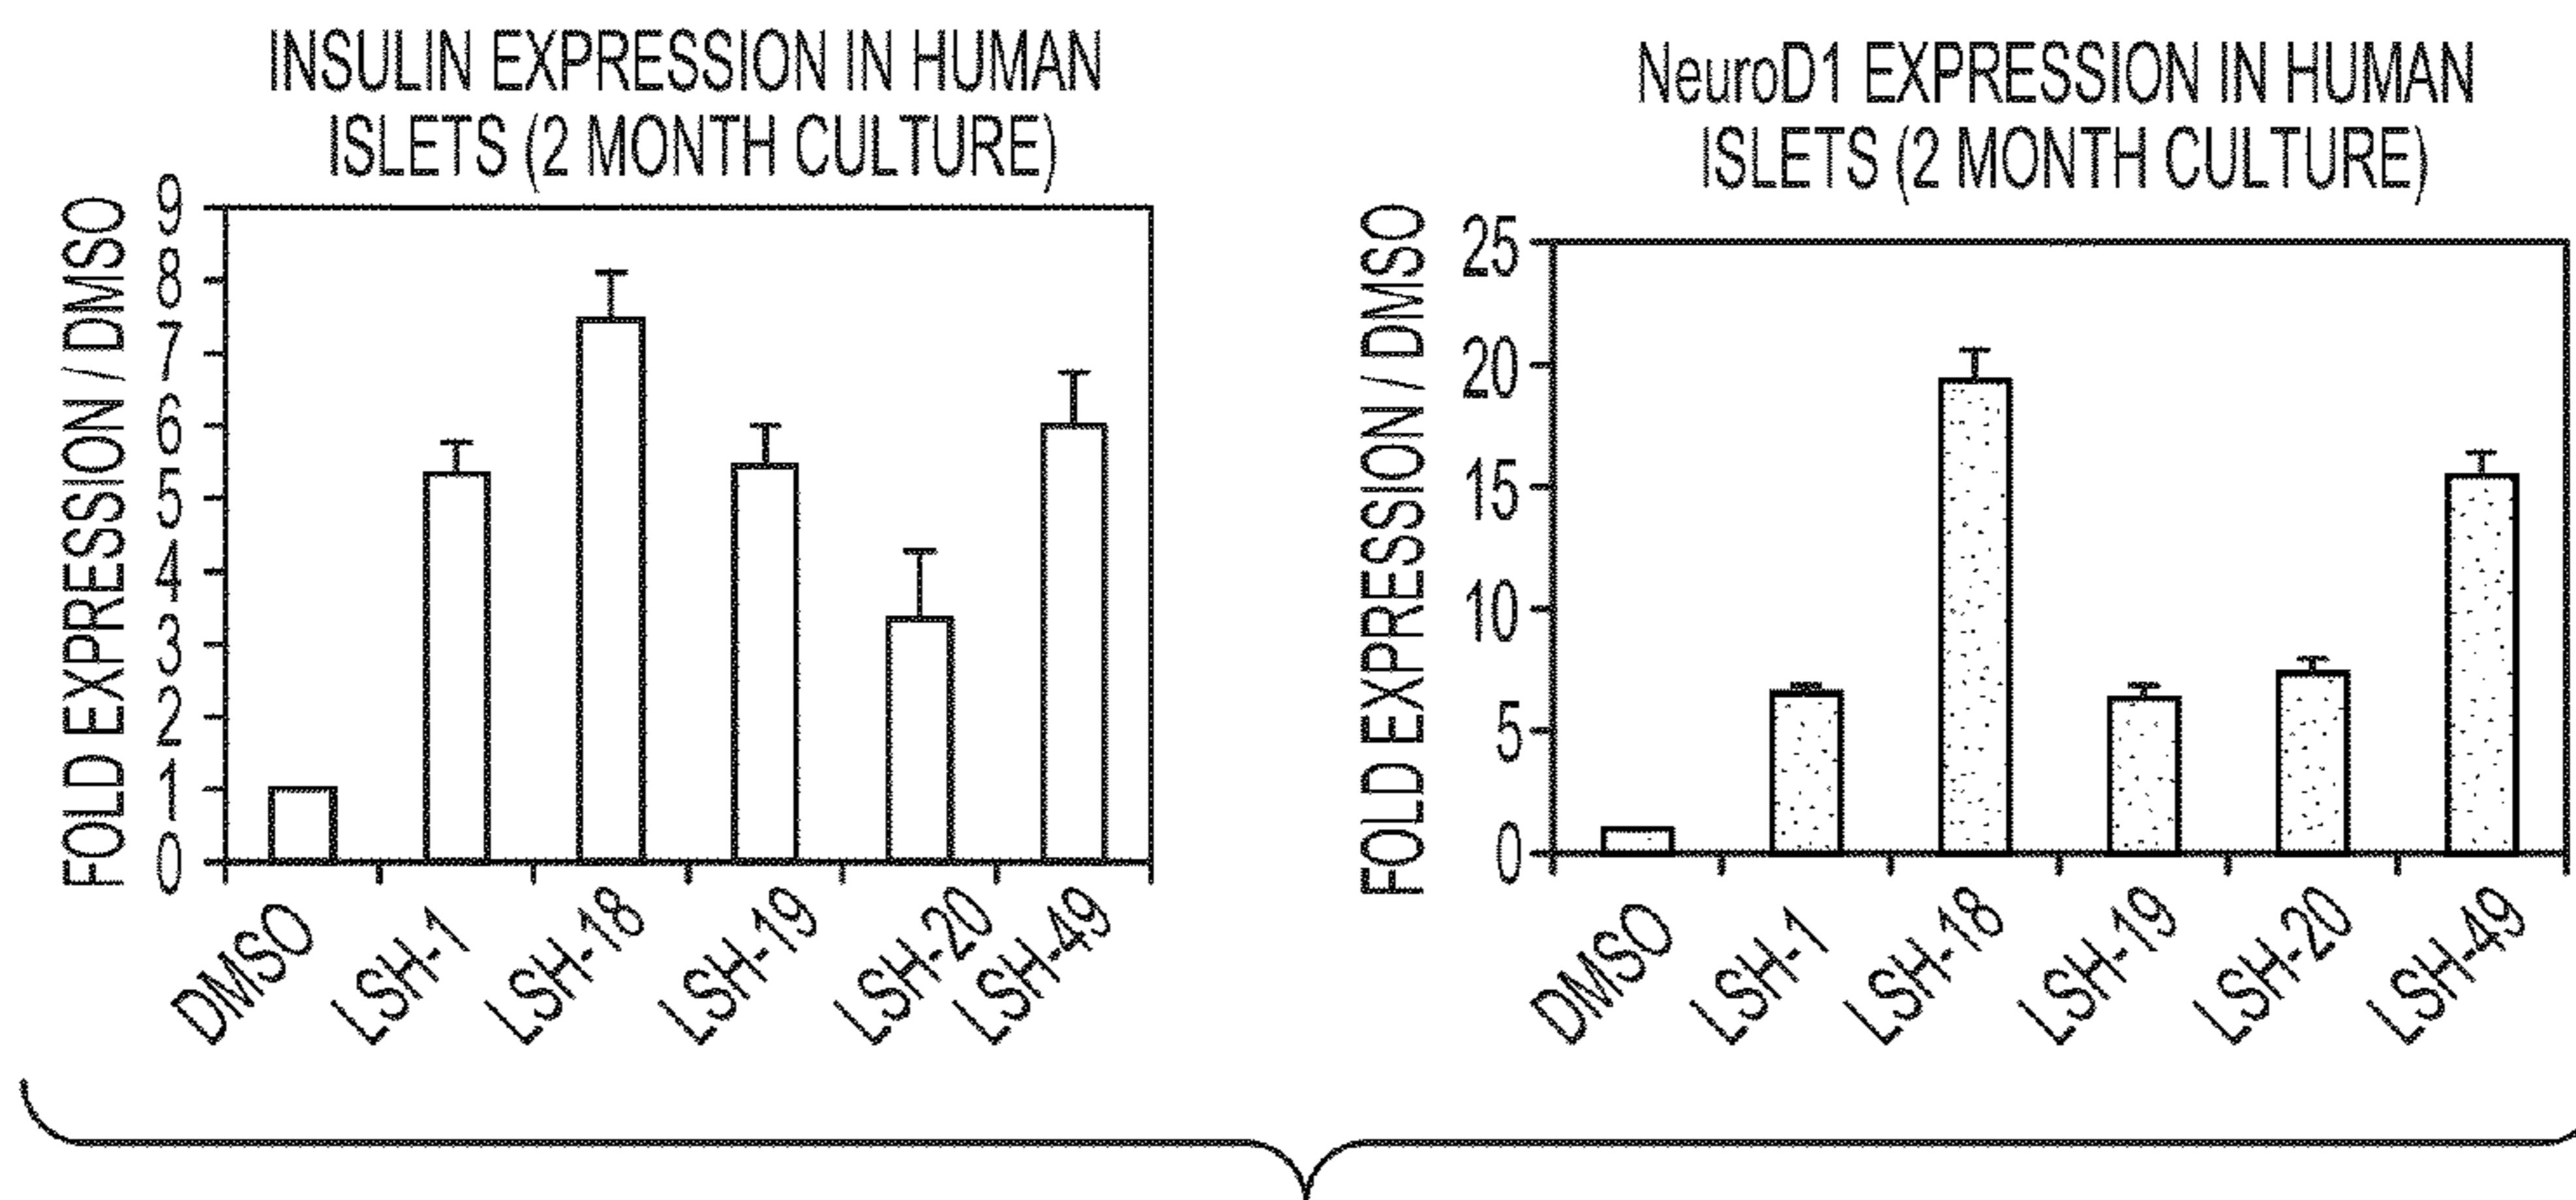 INSULIN EXPRESSION IN HUMAN
ISLETS (2 MONTH CULTURE)
FOLD EXPRESSION / DMSO
9
8
7
6
5
4
3
2
1
0
DMSO
LSH-1
LSH-18
LSH-19
LSH-20
LSH-49
NeuroD1 EXPRESSION IN HUMAN
ISLETS (2 MONTH CULTURE)
FOLD EXPRESSION / DMSO
25
20
15
10
5
0
DMSO
LSH-1
LSH-18
LSH-19
LSH-20
LSH-49